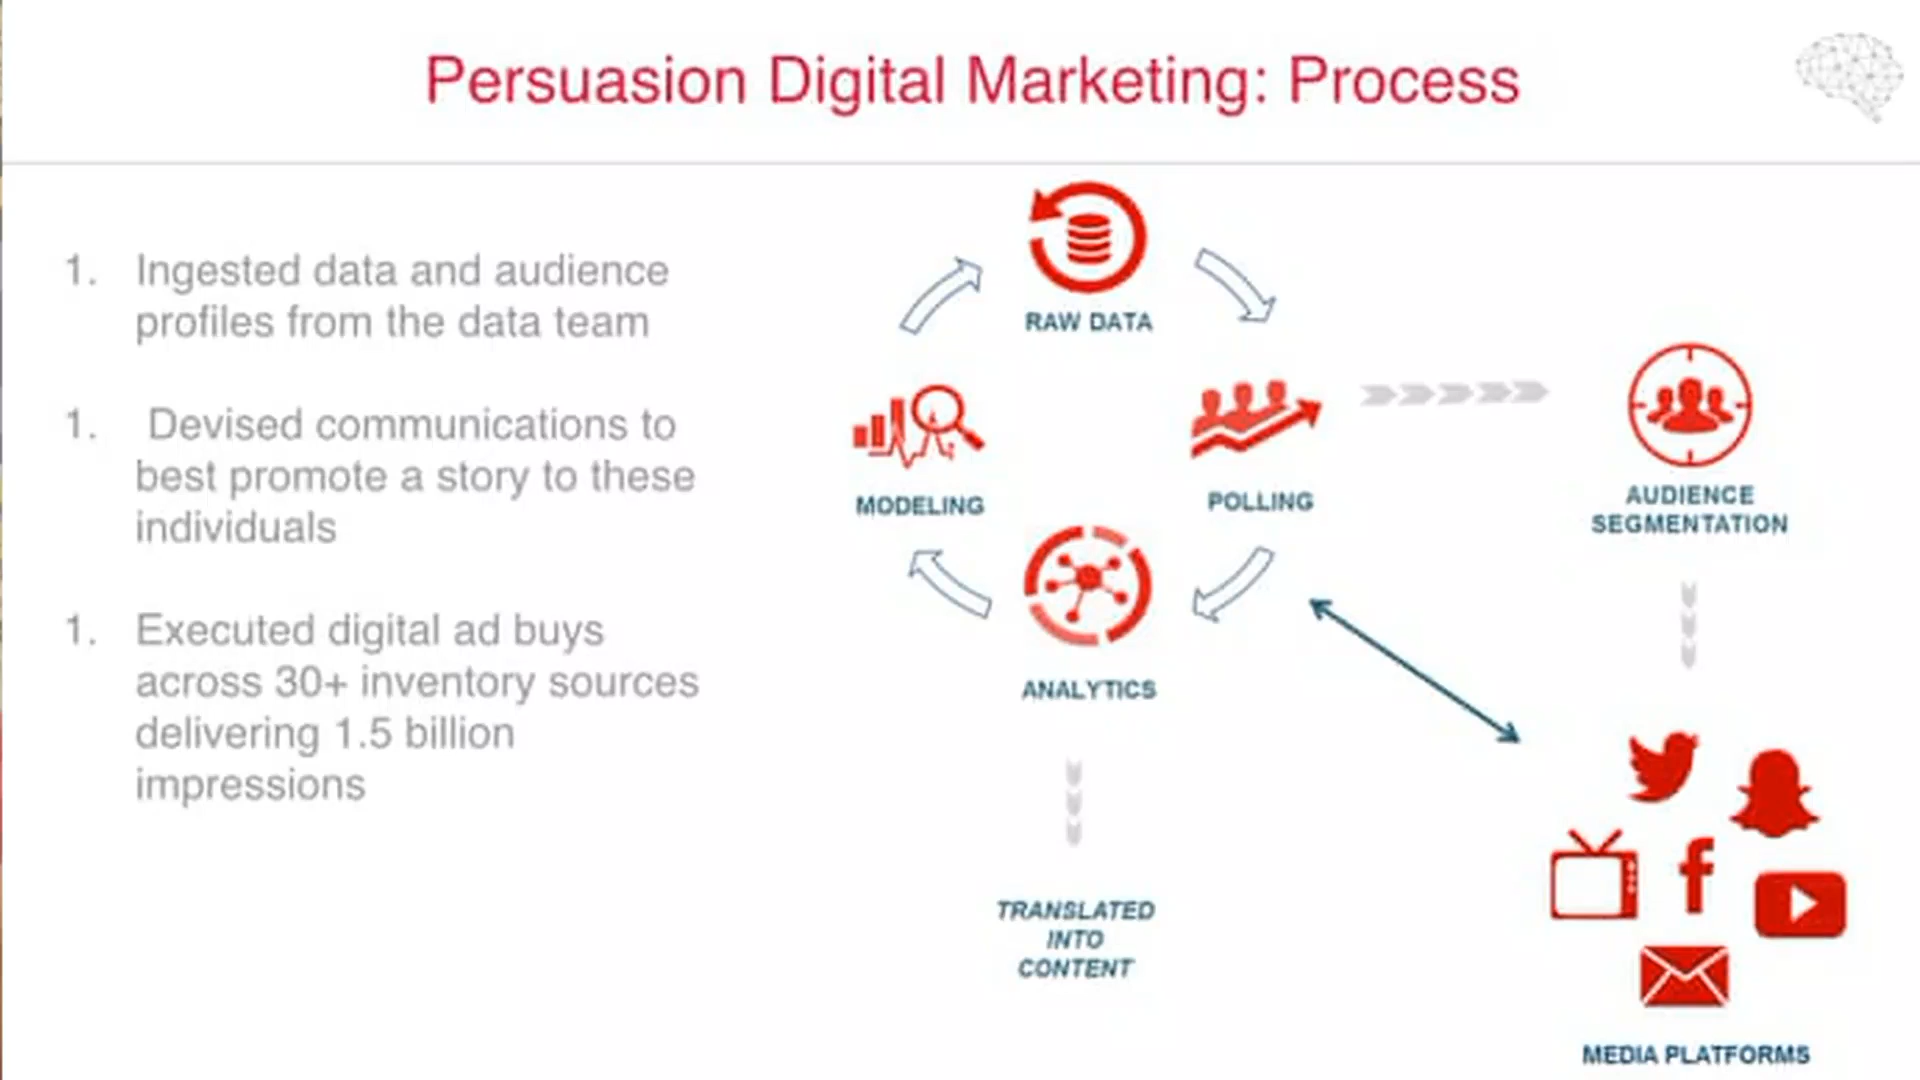 Persuasion Digital Marketing: Process
1. Ingested data and audience
profiles from the data team
1. Devised communications to
best promote a story to these
individuals
1. Executed digital ad buys
across 30+ inventory sources
delivering 1.5 billion
impressions
RAW DATA
MODELING
POLLING
ANALYTICS
TRANSLATED
INTO
CONTENT
AUDIENCE
SEGMENTATION
MEDIA PLATFORMS